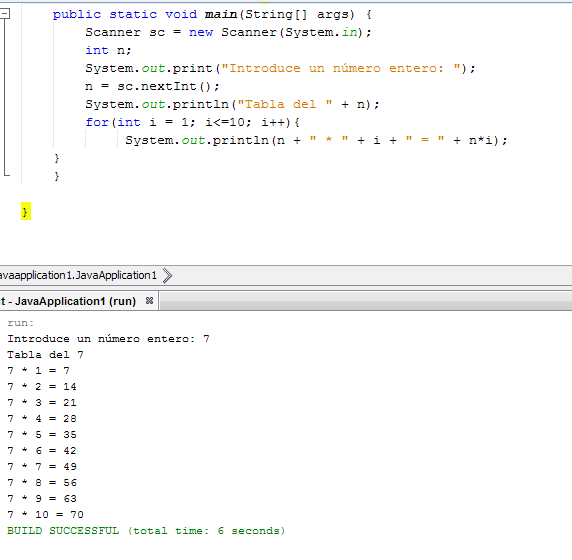 public static void main(String[] args) {
Scanner sc = new Scanner(System.in);
int n;
System.out.print("Introduce un número entero: ");
n = sc.nextInt();
System.out.println("Tabla del " + n);
for(int i = 1; i<=10; i++){
System.out.println(n + " * " + i + " = " + n*i);
}
}
}
avaapplication1.JavaApplication1
t - JavaApplication1 (run)
run:
Introduce un número entero: 7
Tabla del 7
7 * 1 = 7
7 * 2 = 14
7 * 3 = 21
7 * 4 = 28
7 * 5 = 35
7 * 6 = 42
7 * 7 = 49
7 * 8 = 56
7 * 9 = 63
7 * 10 = 70
BUILD SUCCESSFUL (total time: 6 seconds)